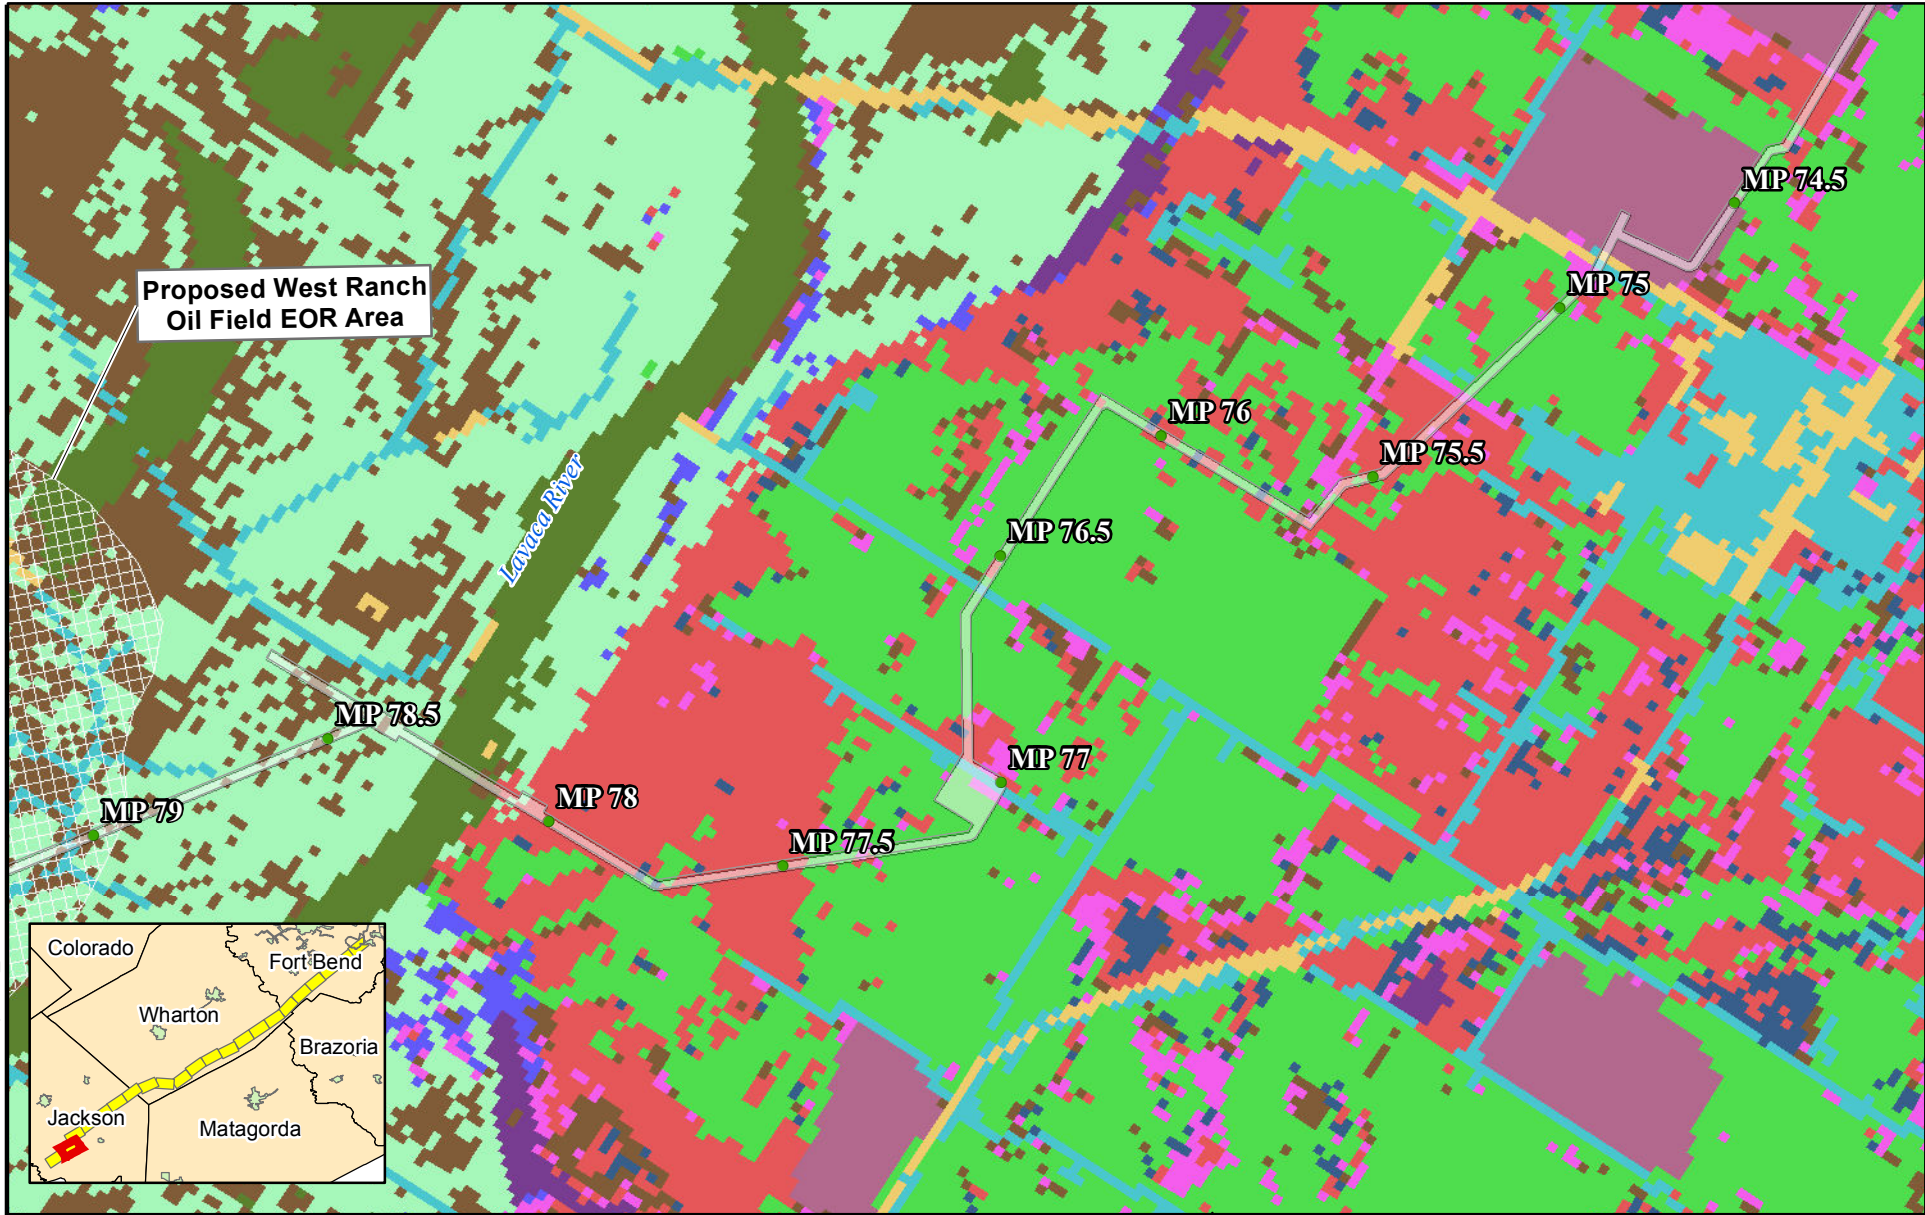 MP 74.5
Proposed West Ranch
Oil Field EOR Area
MP 75
MP 76
MP 75.5
Lavaca River
MP 76.5
MP 78.5
MP 77
MP 78
MP 79
MP 77.5
Colorado
Fort Bend
Wharton
Brazoria
Jackson
Matagorda